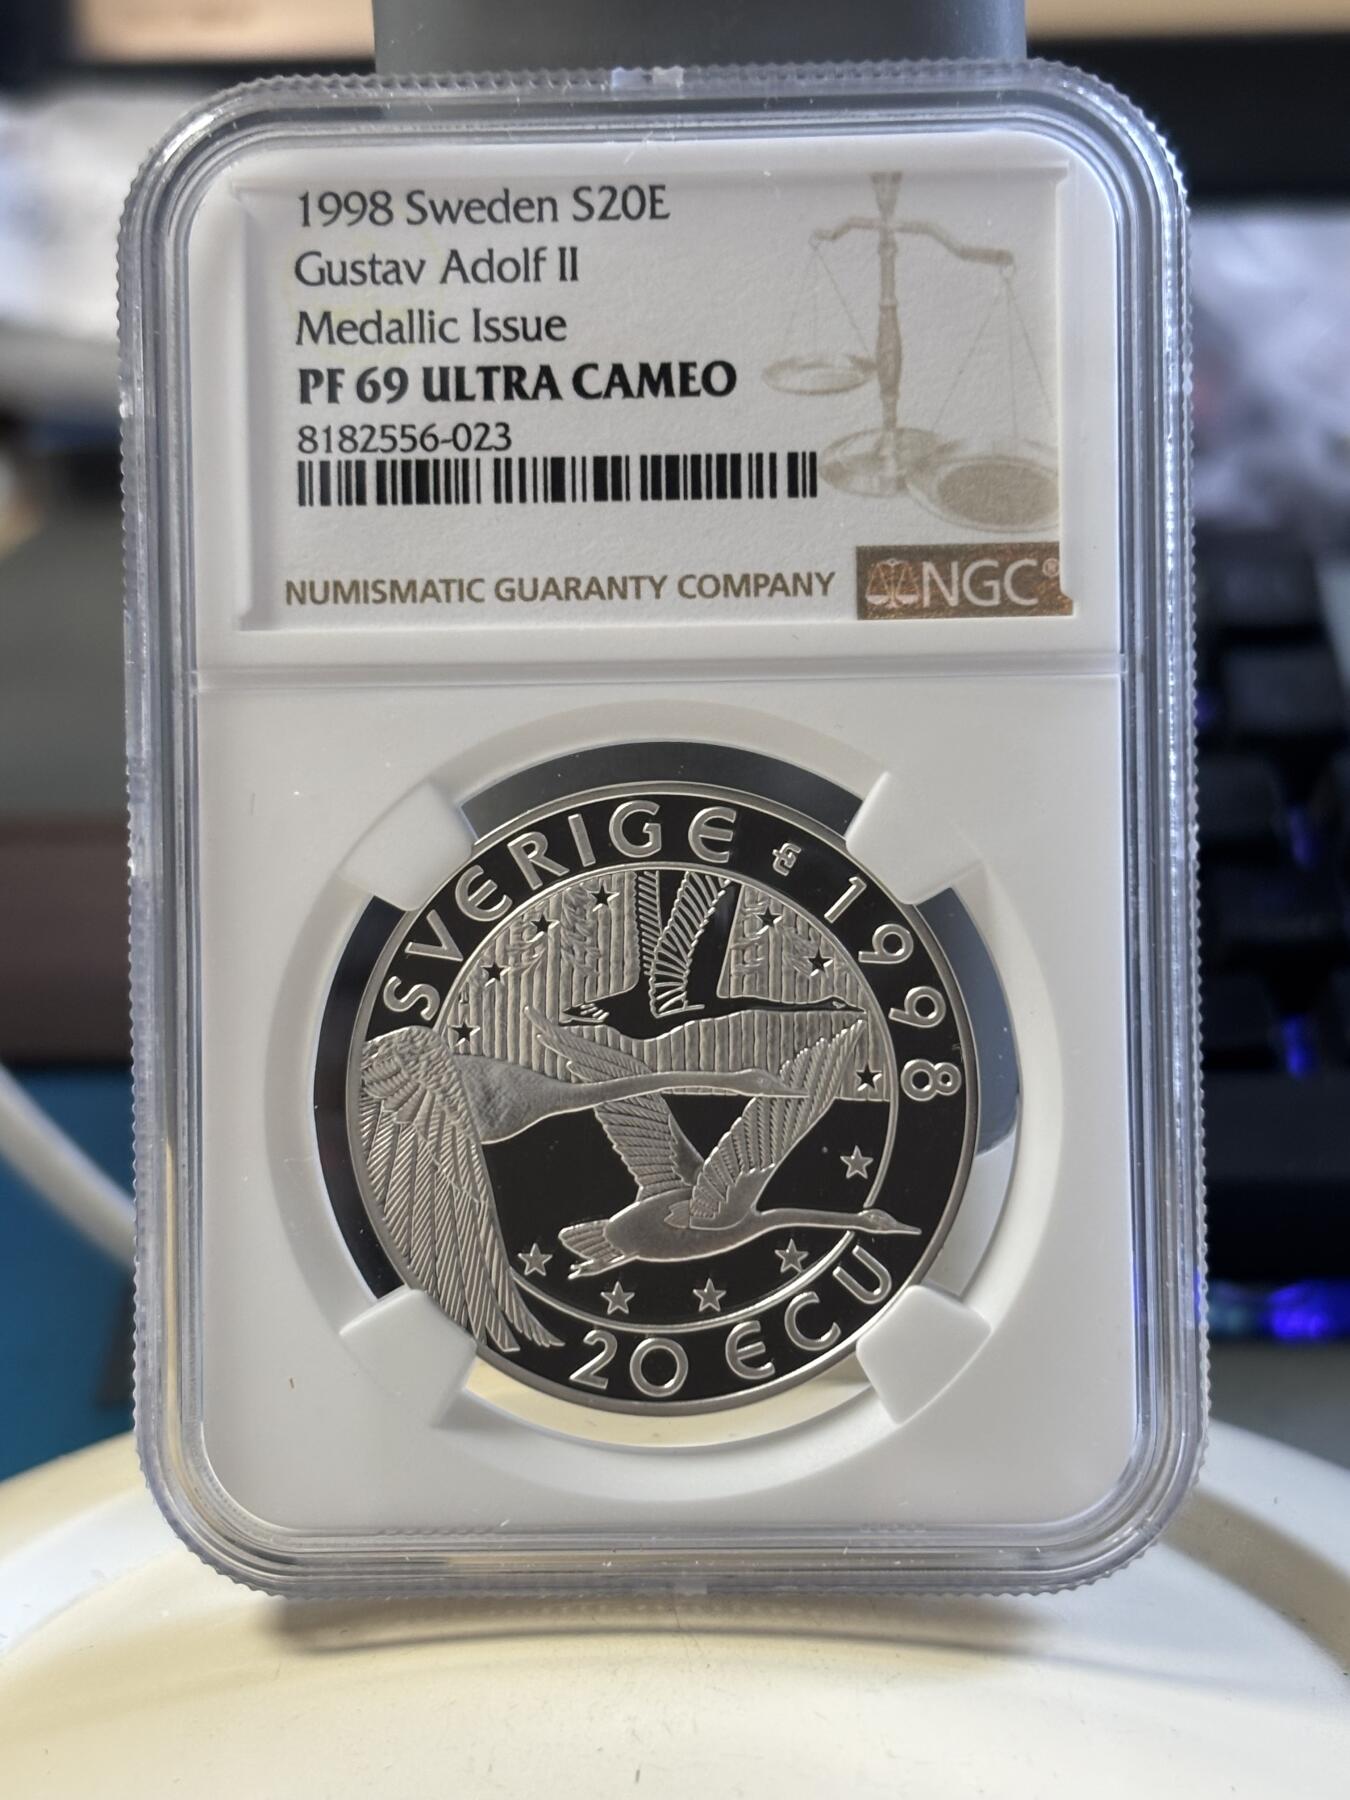 1998 Sweden S20E
Gustav Adolf II
Medallic Issue
PF 69 ULTRA CAMEO
8182556-023
NUMISMATIC GUARANTY COMPANY
NGC®
SVERIGE 1998
20 ECU